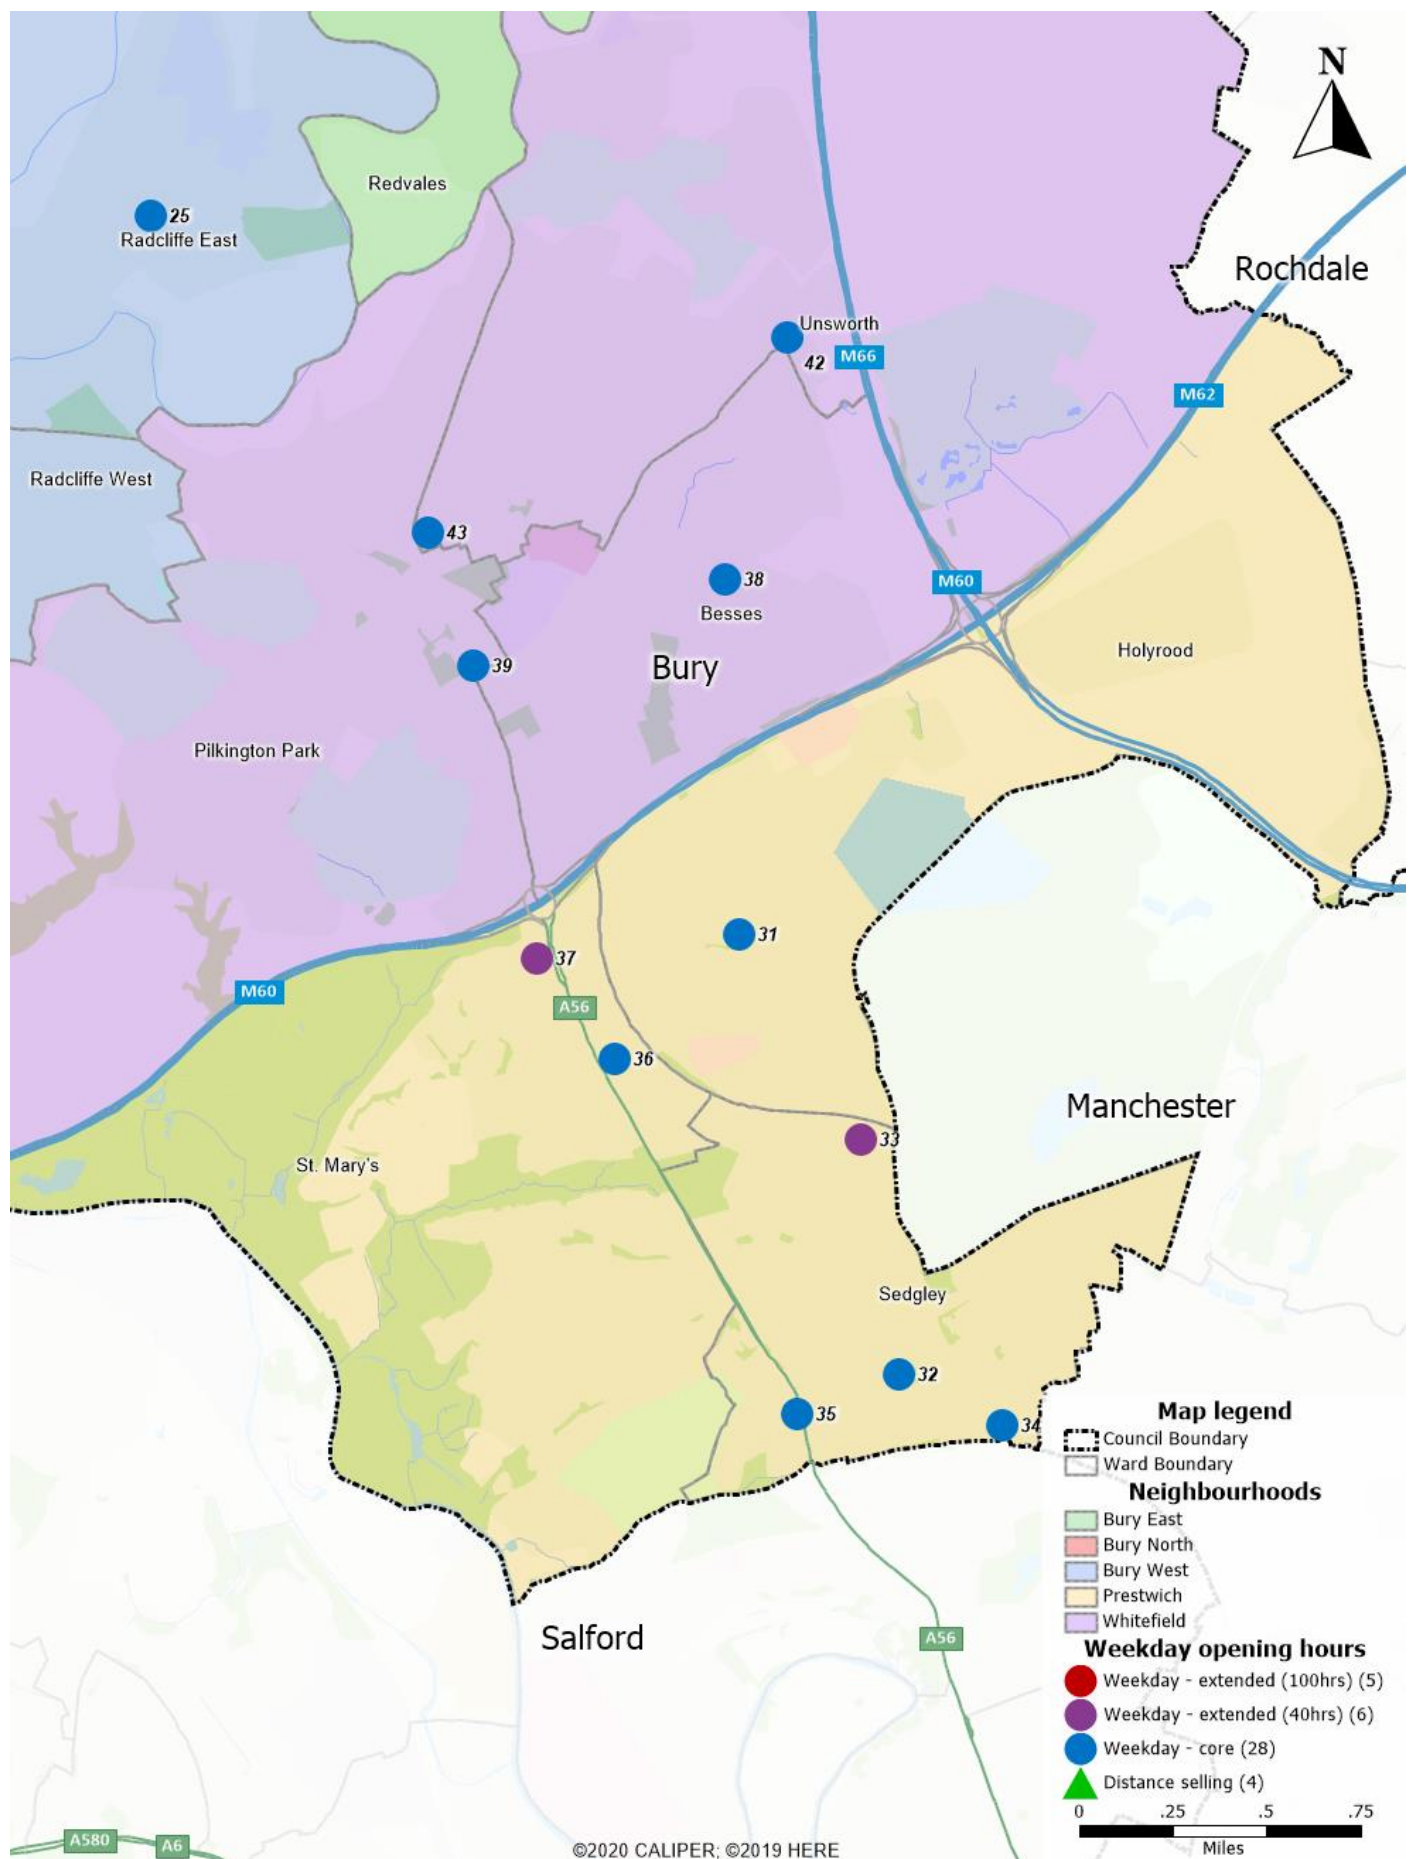 N
Redvales
25
Radcliffe East
Rochdale
Unsworth
42
M66
M62
Radcliffe West
43
38
Besses
M60
Holyrood
39
Bury
Pilkington Park
31
37
M60
A56
36
Manchester
33
St. Mary's
Sedgley
32
35
34
Map legend
Council Boundary
Ward Boundary
Neighbourhoods
Bury East
Bury North
Bury West
Prestwich
Whitefield
Salford
A56
Weekday opening hours
Weekday - extended (100hrs) (5)
Weekday - extended (40hrs) (6)
Weekday - core (28)
Distance selling (4)
0 .25 .5 .75
Miles
A580
A6
©2020 CALIPER; ©2019 HERE